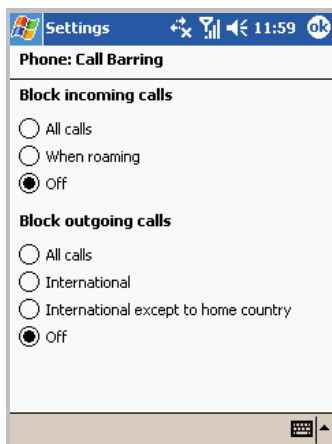 Settings 11:59 ok
Phone: Call Barring
Block incoming calls
All calls
When roaming
Off
Block outgoing calls
All calls
International
International except to home country
Off